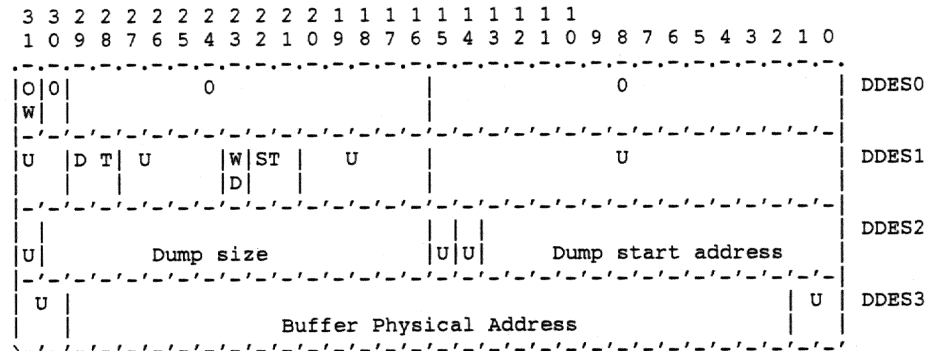 3 3 2 2 2 2 2 2 2 2 2 2 1 1 1 1 1 1 1 1 1 1
1 0 9 8 7 6 5 4 3 2 1 0 9 8 7 6 5 4 3 2 1 0 9 8 7 6 5 4 3 2 1 0
O 0 0 0 DDES0
W
U D T U W ST U U DDES1
D
DDES2
U Dump size U U Dump start address
U U DDES3
Buffer Physical Address